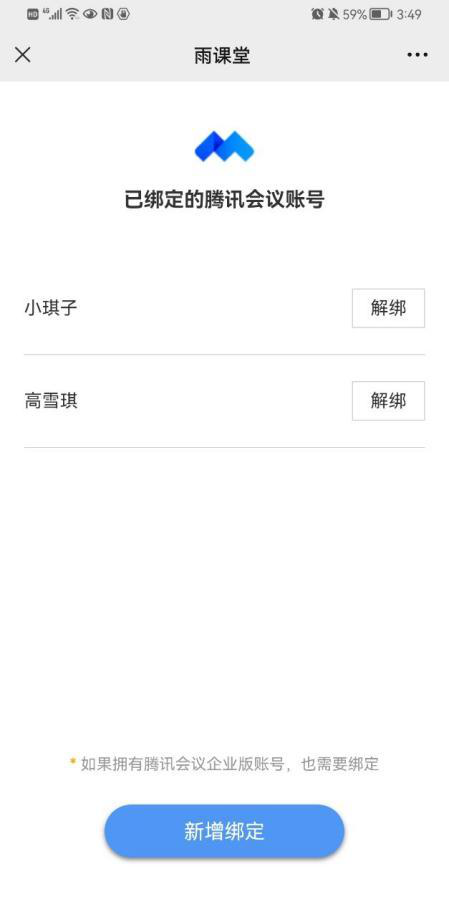 HD 4G 59% 3:49
雨课堂
已绑定的腾讯会议账号
小琪子 解绑
高雪琪 解绑
* 如果拥有腾讯会议企业版账号，也需要绑定
新增绑定